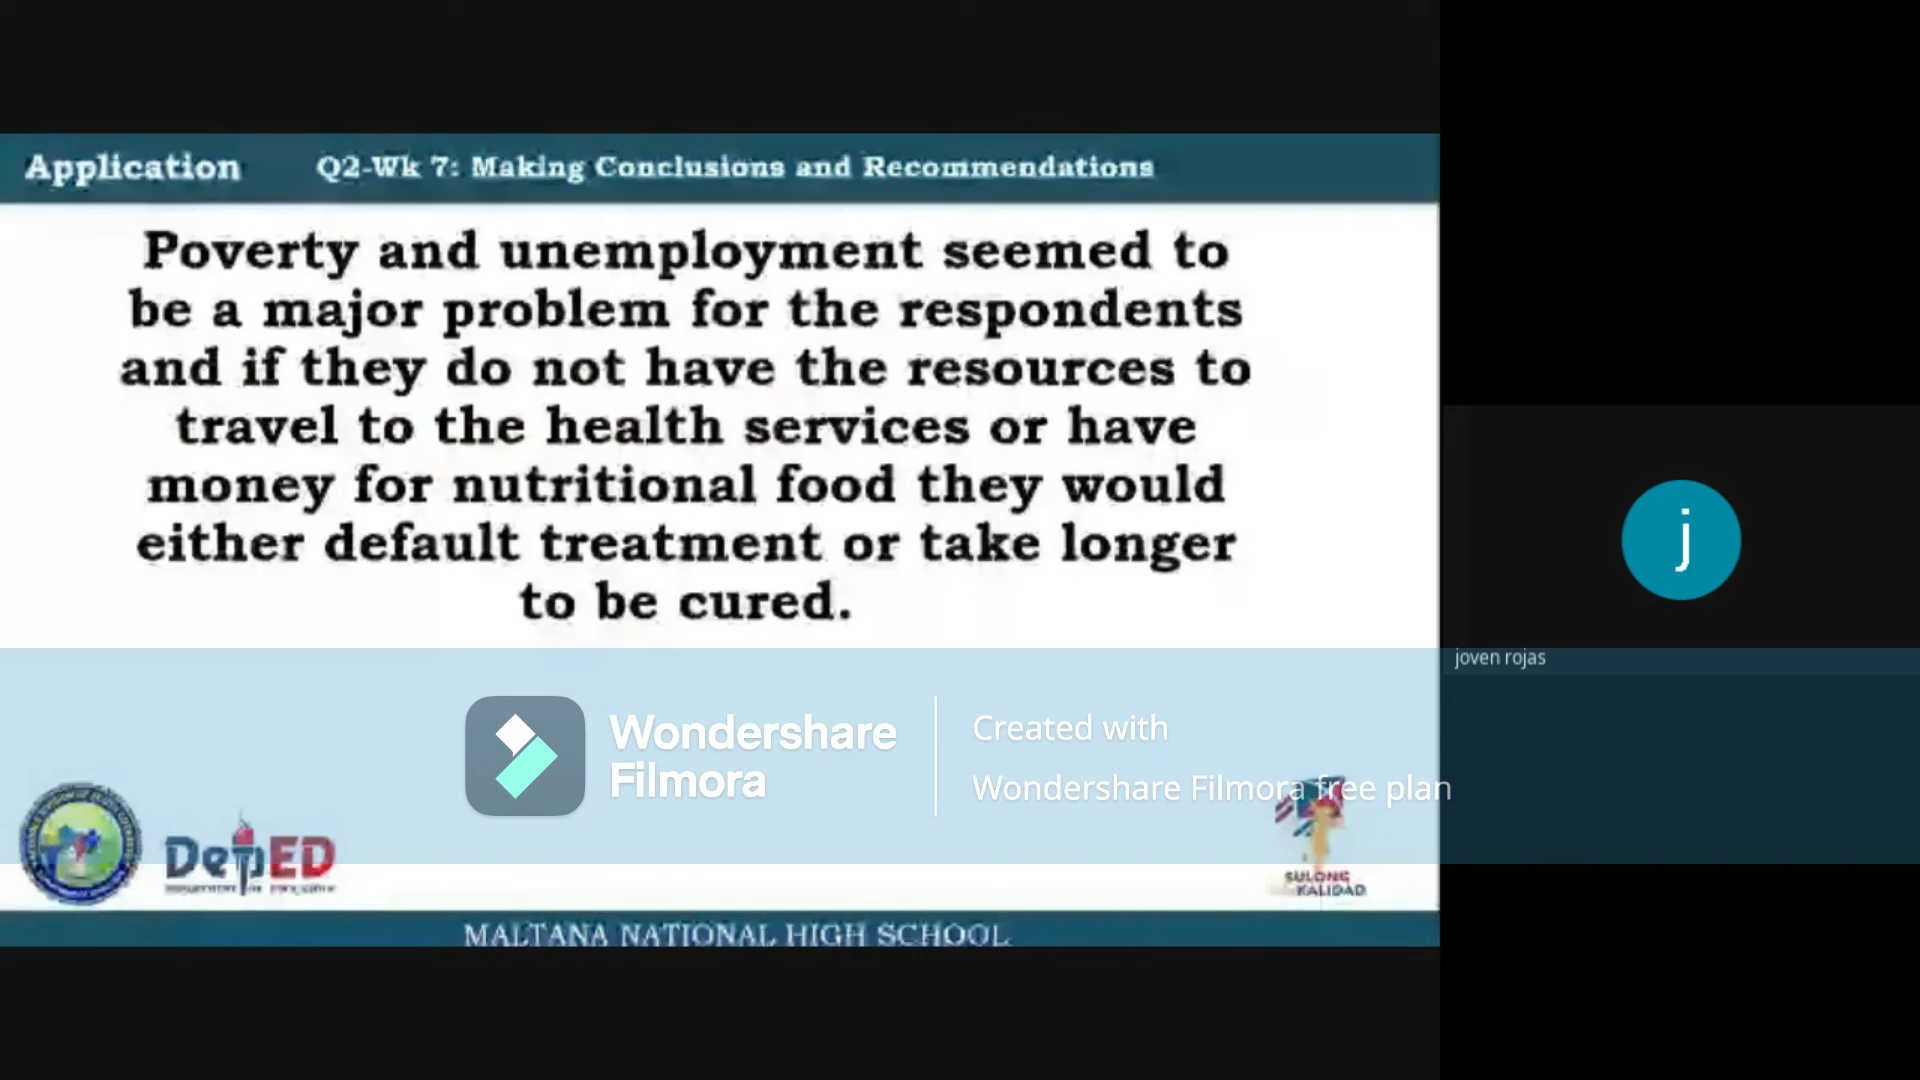 Application
Q2-Wk 7: Making Conclusions and Recommendations
Poverty and unemployment seemed to
be a major problem for the respondents
and if they do not have the resources to
travel to the health services or have
money for nutritional food they would
either default treatment or take longer
to be cured.
j
joven rojas
Wondershare
Filmora
Created with
Wondershare Filmora free plan
DepED
DEPARTMENT OF EDUCATION
SULONG
KALIDAD
MALTANA NATIONAL HIGH SCHOOL